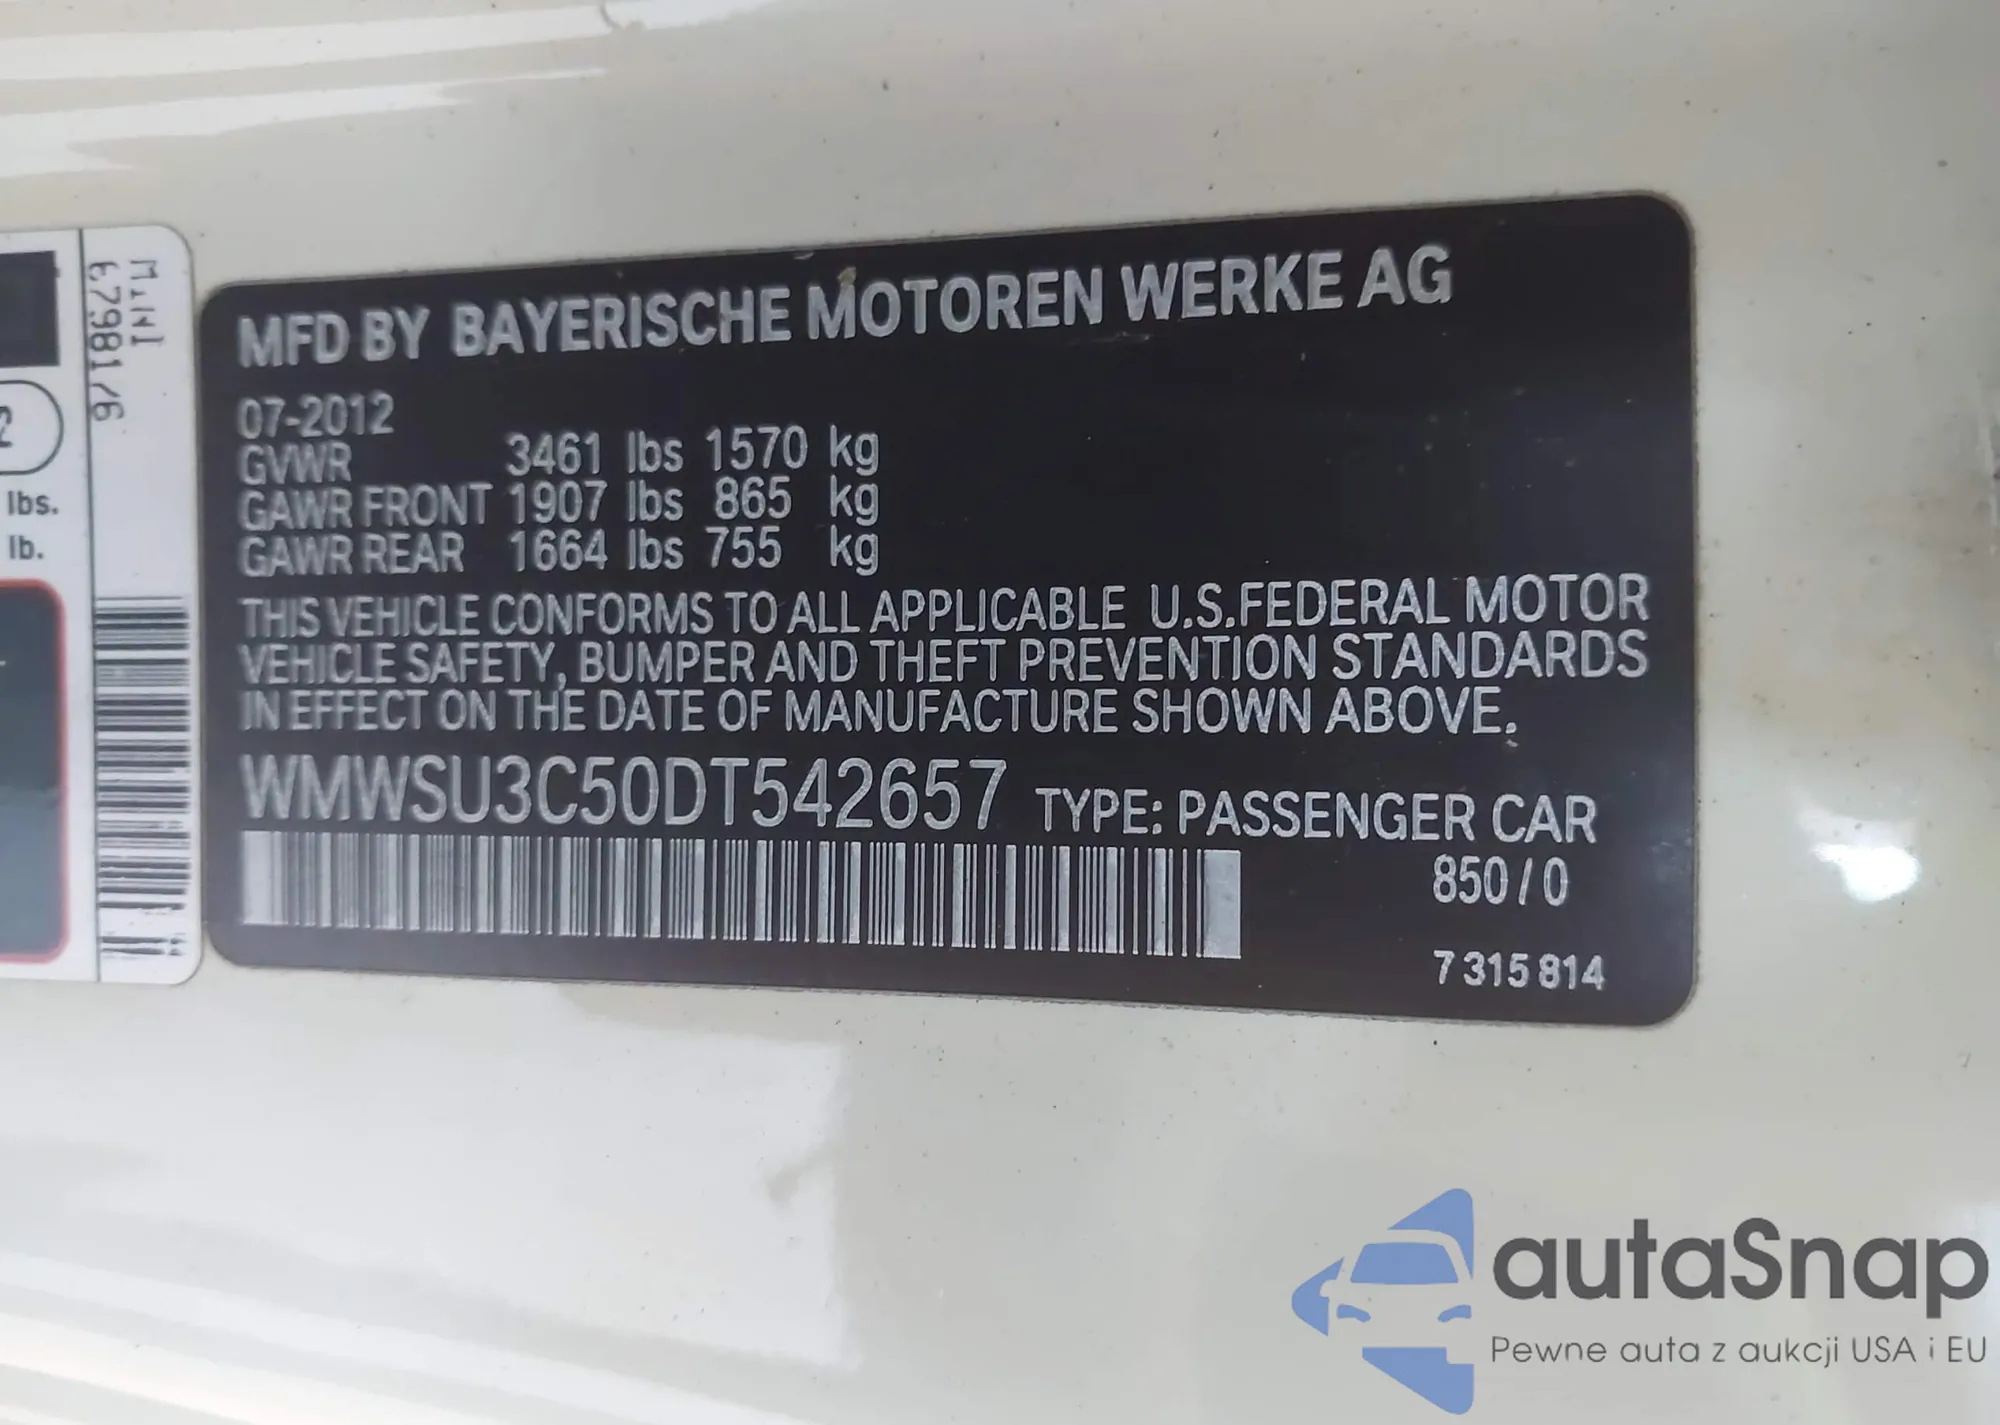 MFD BY BAYERISCHE MOTOREN WERKE AG
07-2012
GVWR 3461 lbs 1570 kg
GAWR FRONT 1907 lbs 865 kg
GAWR REAR 1664 lbs 755 kg
THIS VEHICLE CONFORMS TO ALL APPLICABLE U.S.FEDERAL MOTOR
VEHICLE SAFETY, BUMPER AND THEFT PREVENTION STANDARDS
IN EFFECT ON THE DATE OF MANUFACTURE SHOWN ABOVE.
WMWSU3C50DT542657 TYPE: PASSENGER CAR
850 / 0
7 315 814
lbs.
lb.
autaSnap
Pewne auta z aukcji USA i EU